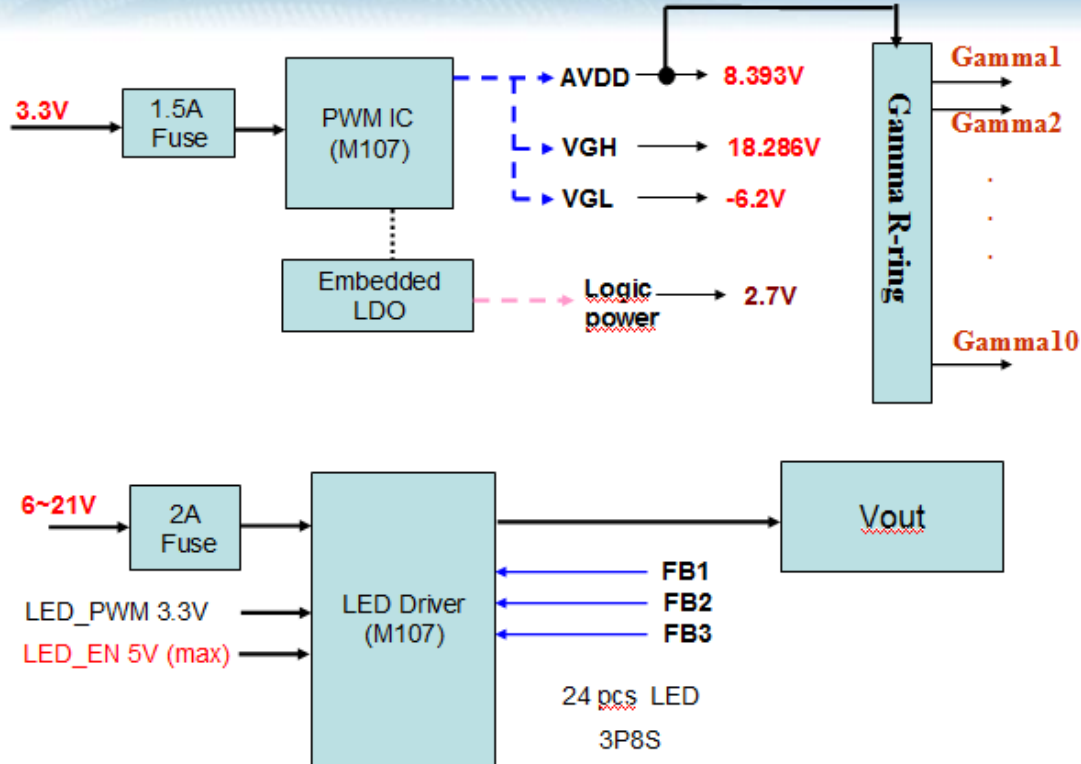 3.3V
1.5A
Fuse
PWM IC
(M107)
AVDD
8.393V
VGH
18.286V
VGL
-6.2V
Embedded
LDO
Logic
power
2.7V
Gamma R-ring
Gamma1
Gamma2
.
.
.
Gamma10
6~21V
2A
Fuse
LED_PWM 3.3V
LED_EN 5V (max)
LED Driver
(M107)
Vout
FB1
FB2
FB3
24 pcs LED
3P8S